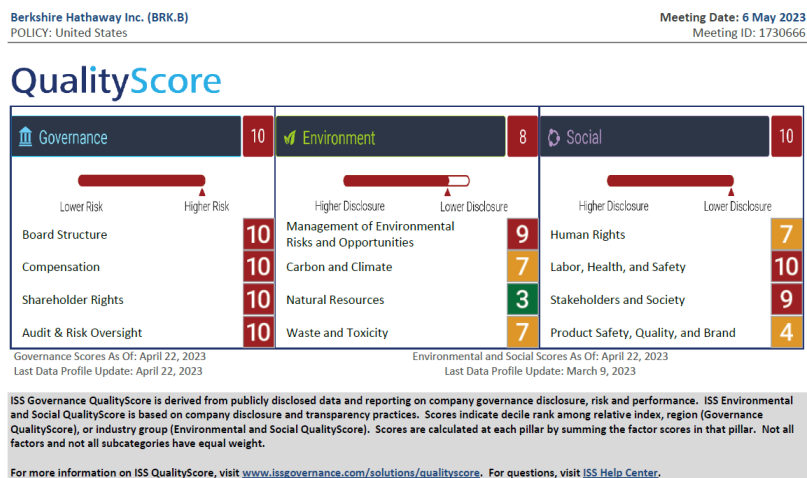 Berkshire Hathaway Inc. (BRK.B)
Meeting Date: 6 May 2023
POLICY: United States
Meeting ID: 1730666
QualityScore
Governance 10
Environment 8
Social 10
Lower Risk Higher Risk
Higher Disclosure Lower Disclosure
Higher Disclosure Lower Disclosure
Board Structure 10
Management of Environmental
Risks and Opportunities 9
Human Rights 7
Compensation 10
Carbon and Climate 7
Labor, Health, and Safety 10
Shareholder Rights 10
Natural Resources 3
Stakeholders and Society 9
Audit & Risk Oversight 10
Waste and Toxicity 7
Product Safety, Quality, and Brand 4
Governance Scores As Of: April 22, 2023
Environmental and Social Scores As Of: April 22, 2023
Last Data Profile Update: April 22, 2023
Last Data Profile Update: March 9, 2023
ISS Governance QualityScore is derived from publicly disclosed data and reporting on company governance disclosure, risk and performance. ISS Environmental
and Social QualityScore is based on company disclosure and transparency practices. Scores indicate decile rank among relative index, region (Governance
QualityScore), or industry group (Environmental and Social QualityScore). Scores are calculated at each pillar by summing the factor scores in that pillar. Not all
factors and not all subcategories have equal weight.
For more information on ISS QualityScore, visit www.issgovernance.com/solutions/qualityscore. For questions, visit ISS Help Center.